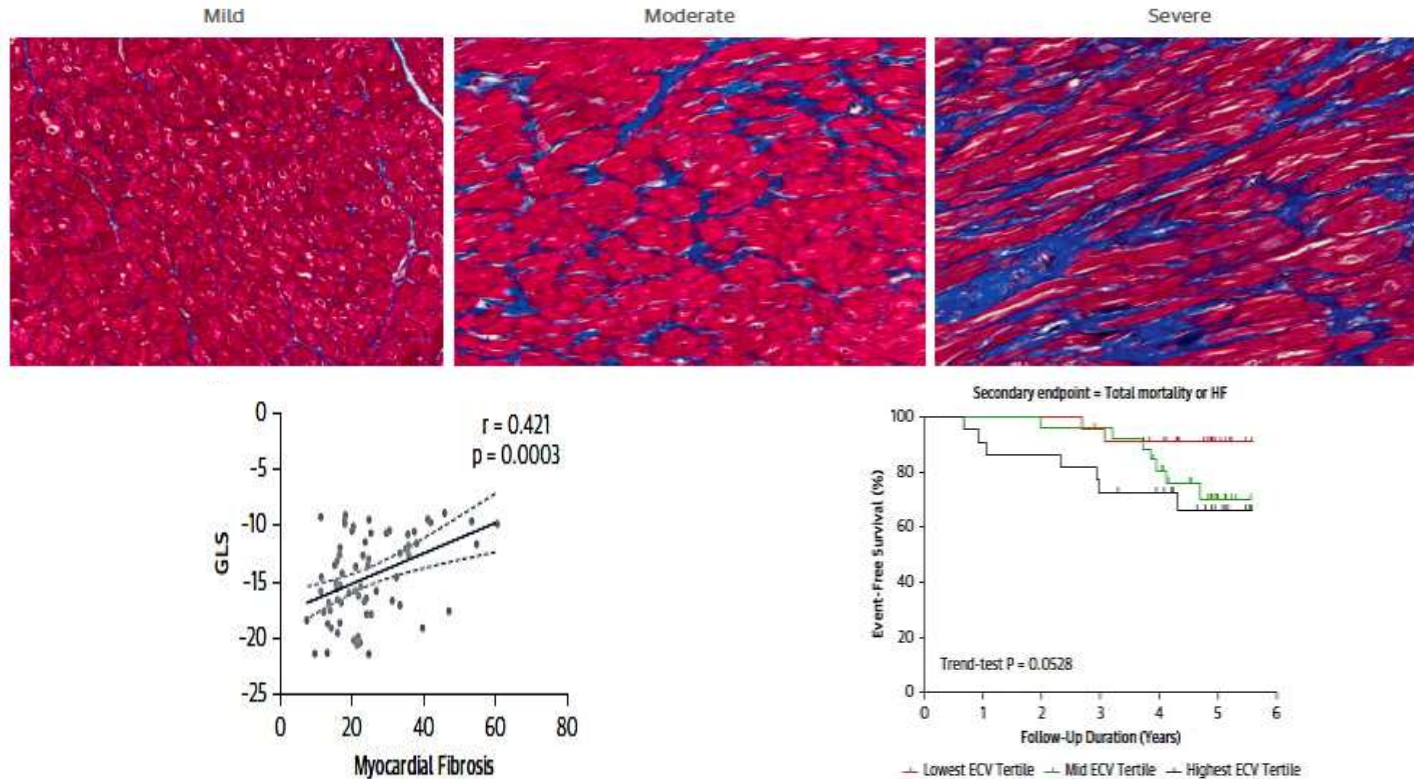 Mild
Moderate
Severe
0
-5
-10
-15
-20
-25
GLS
r = 0.421
p = 0.0003
0 20 40 60 80
Myocardial Fibrosis
Secondary endpoint = Total mortality or HF
100
80
60
40
20
0
Event-Free Survival (%)
Trend-test P = 0.0528
0 1 2 3 4 5 6
Follow-Up Duration (Years)
Lowest ECV Tertile Mid ECV Tertile Highest ECV Tertile